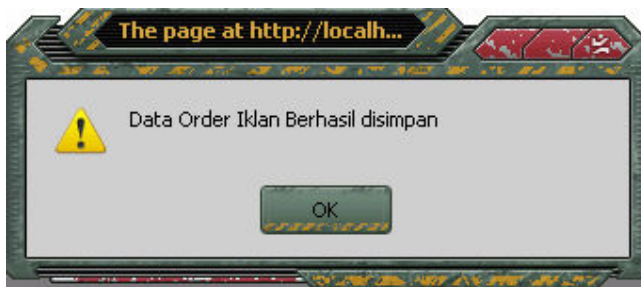 The page at http://localh...
Data Order Iklan Berhasil disimpan
OK